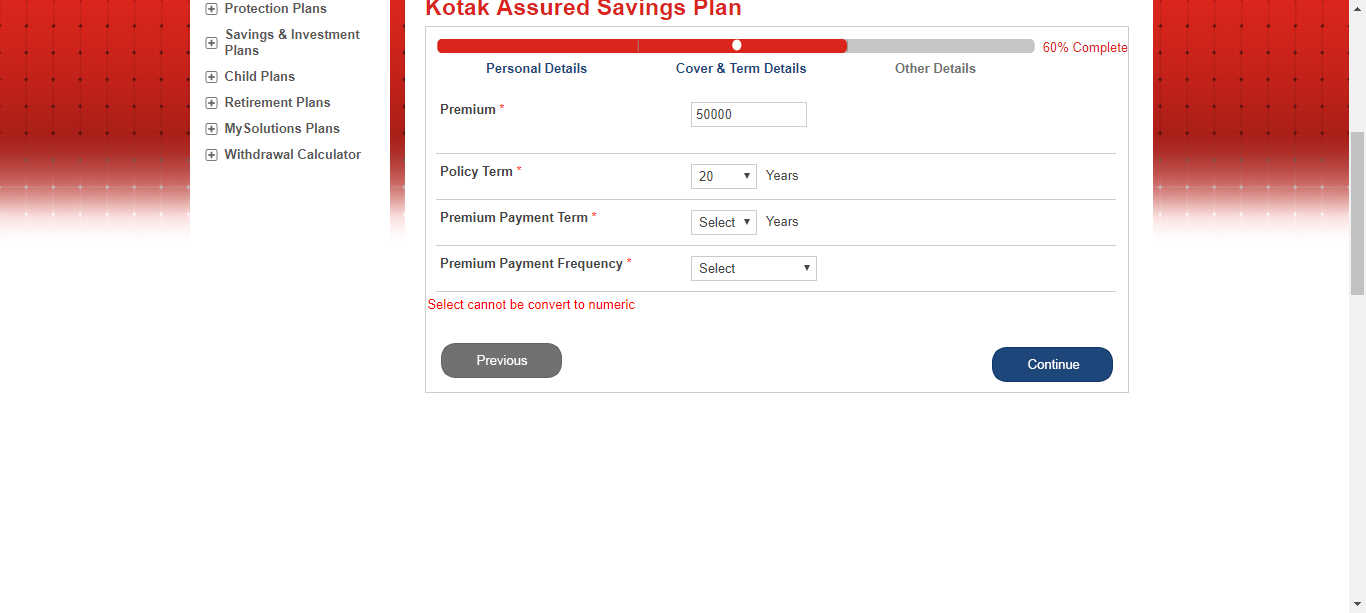 Protection Plans
Savings & Investment
Plans
Child Plans
Retirement Plans
MySolutions Plans
Withdrawal Calculator
Kotak Assured Savings Plan
60% Complete
Personal Details Cover & Term Details Other Details
Premium * 50000
Policy Term * 20 Years
Premium Payment Term * Select Years
Premium Payment Frequency * Select
Select cannot be convert to numeric
Previous Continue